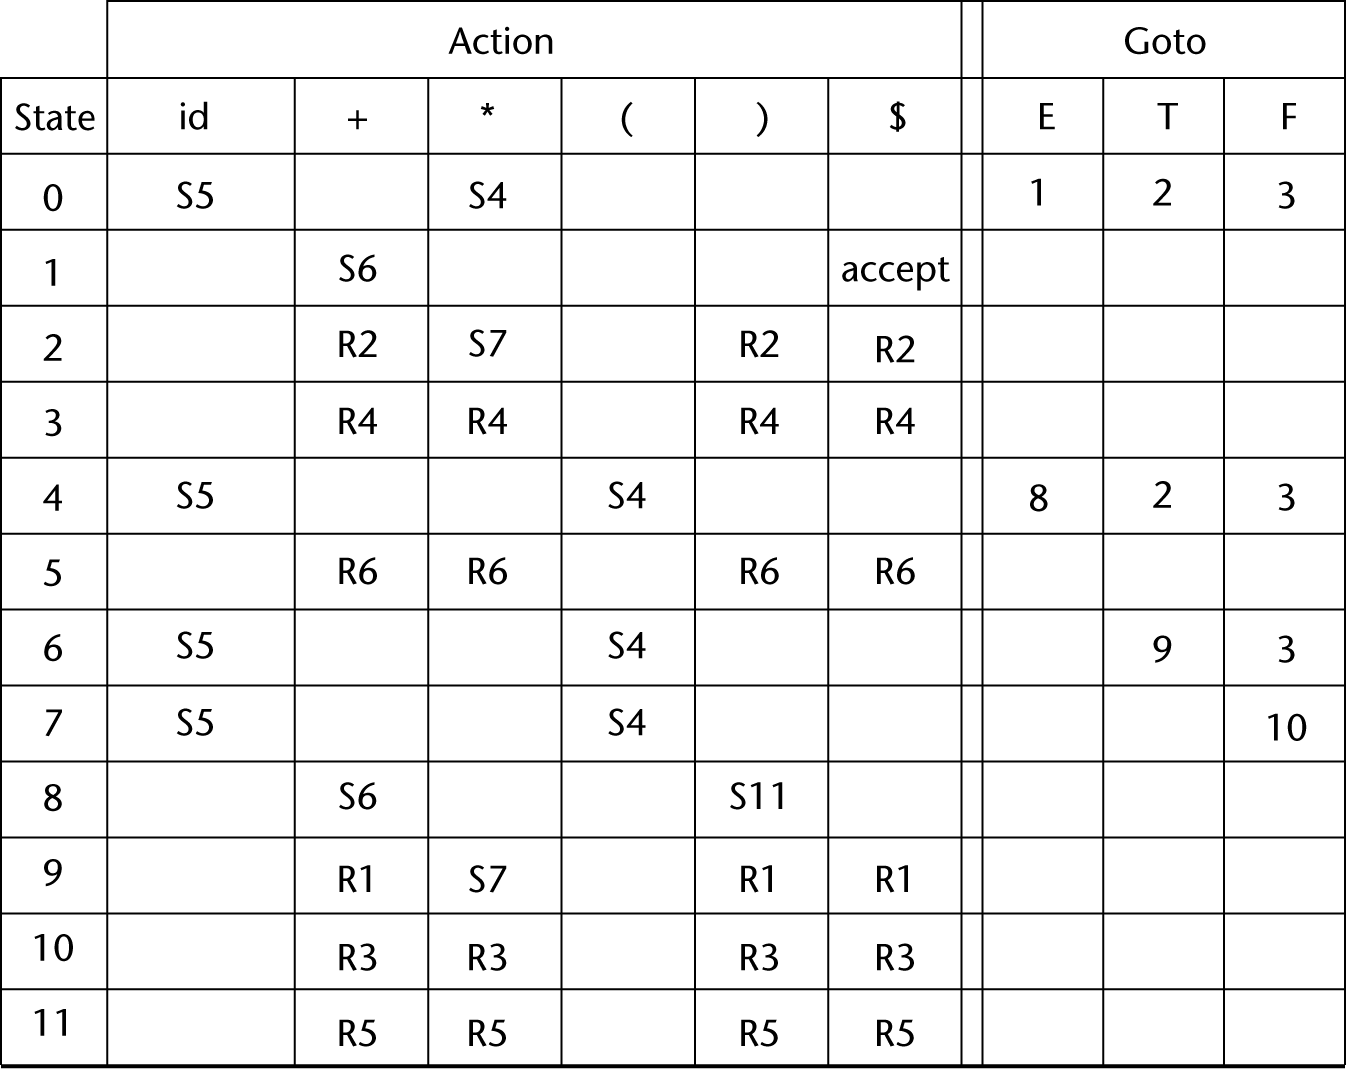 Action Goto
State id + * ( ) $ E T F
0 S5 S4 1 2 3
1 S6 accept
2 R2 S7 R2 R2
3 R4 R4 R4 R4
4 S5 S4 8 2 3
5 R6 R6 R6 R6
6 S5 S4 9 3
7 S5 S4 10
8 S6 S11
9 R1 S7 R1 R1
10 R3 R3 R3 R3
11 R5 R5 R5 R5